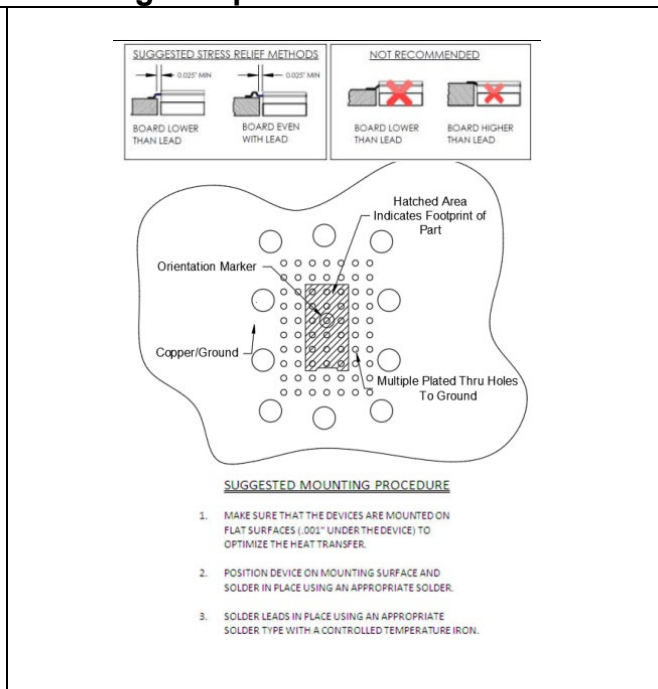 SUGGESTED STRESS RELIEF METHODS
0.025" MIN
0.025" MIN
BOARD LOWER
THAN LEAD
BOARD EVEN
WITH LEAD
NOT RECOMMENDED
BOARD LOWER
THAN LEAD
BOARD HIGHER
THAN LEAD
Hatched Area
Indicates Footprint of
Part
Orientation Marker
Copper/Ground
Multiple Plated Thru Holes
To Ground
SUGGESTED MOUNTING PROCEDURE
1. MAKE SURE THAT THE DEVICES ARE MOUNTED ON
FLAT SURFACES (.001" UNDER THE DEVICE) TO
OPTIMIZE THE HEAT TRANSFER.
2. POSITION DEVICE ON MOUNTING SURFACE AND
SOLDER IN PLACE USING AN APPROPRIATE SOLDER.
3. SOLDER LEADS IN PLACE USING AN APPROPRIATE
SOLDER TYPE WITH A CONTROLLED TEMPERATURE IRON.